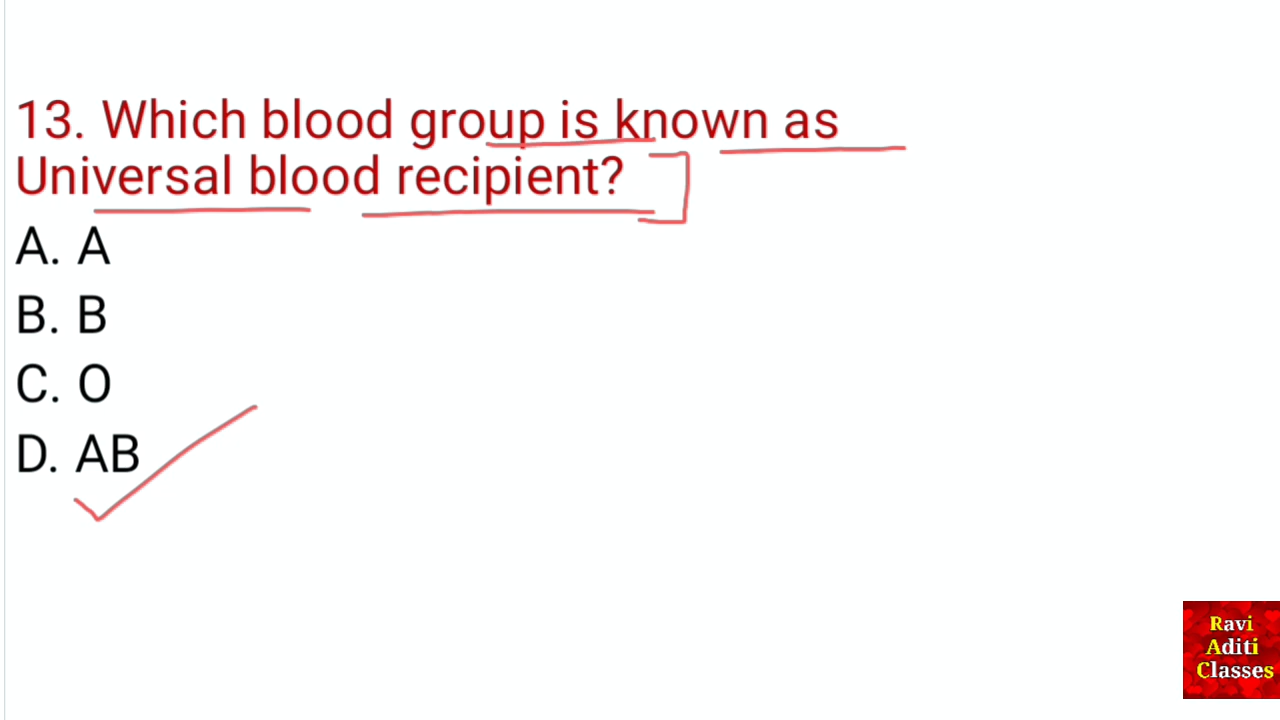 13. Which blood group is known as
Universal blood recipient?
A. A
B. B
C. O
D. AB
Ravi
Aditi
Classes